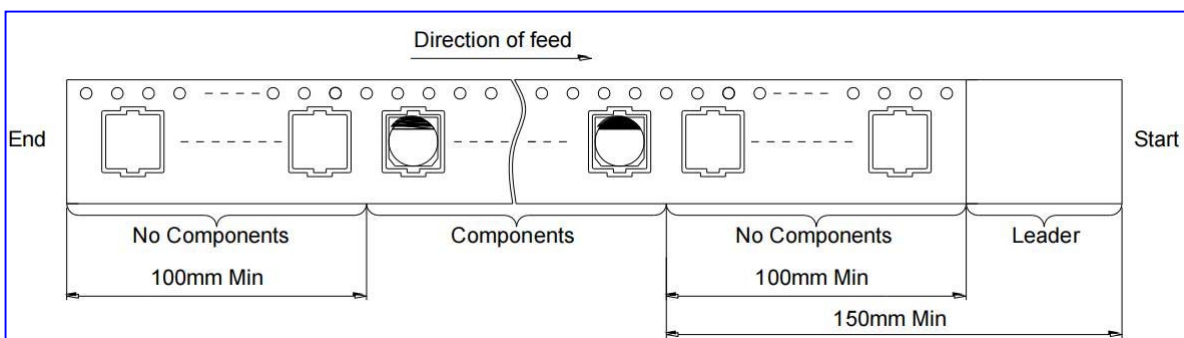 Direction of feed
End
Start
No Components
Components
No Components
Leader
100mm Min
100mm Min
150mm Min